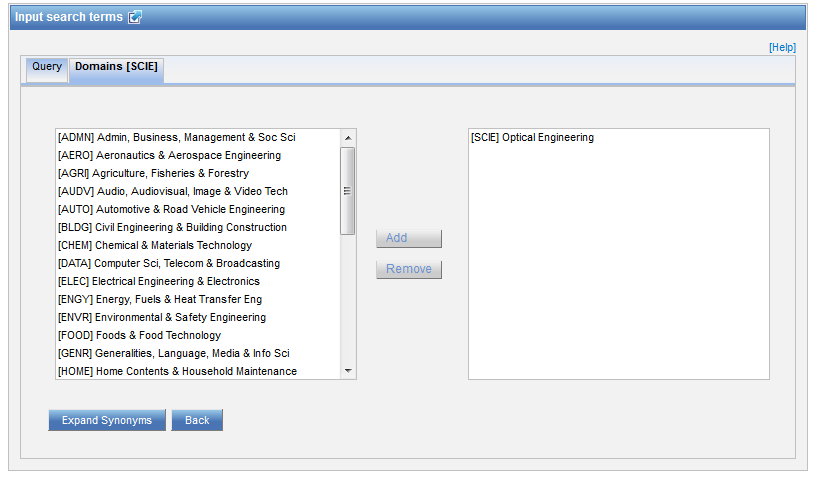 Input search terms
[Help]
Query
Domains [SCIE]
[ADMN] Admin, Business, Management & Soc Sci
[AERO] Aeronautics & Aerospace Engineering
[AGRI] Agriculture, Fisheries & Forestry
[AUDV] Audio, Audiovisual, Image & Video Tech
[AUTO] Automotive & Road Vehicle Engineering
[BLDG] Civil Engineering & Building Construction
[CHEM] Chemical & Materials Technology
[DATA] Computer Sci, Telecom & Broadcasting
[ELEC] Electrical Engineering & Electronics
[ENGY] Energy, Fuels & Heat Transfer Eng
[ENVR] Environmental & Safety Engineering
[FOOD] Foods & Food Technology
[GENR] Generalities, Language, Media & Info Sci
[HOME] Home Contents & Household Maintenance
Add
Remove
[SCIE] Optical Engineering
Expand Synonyms
Back